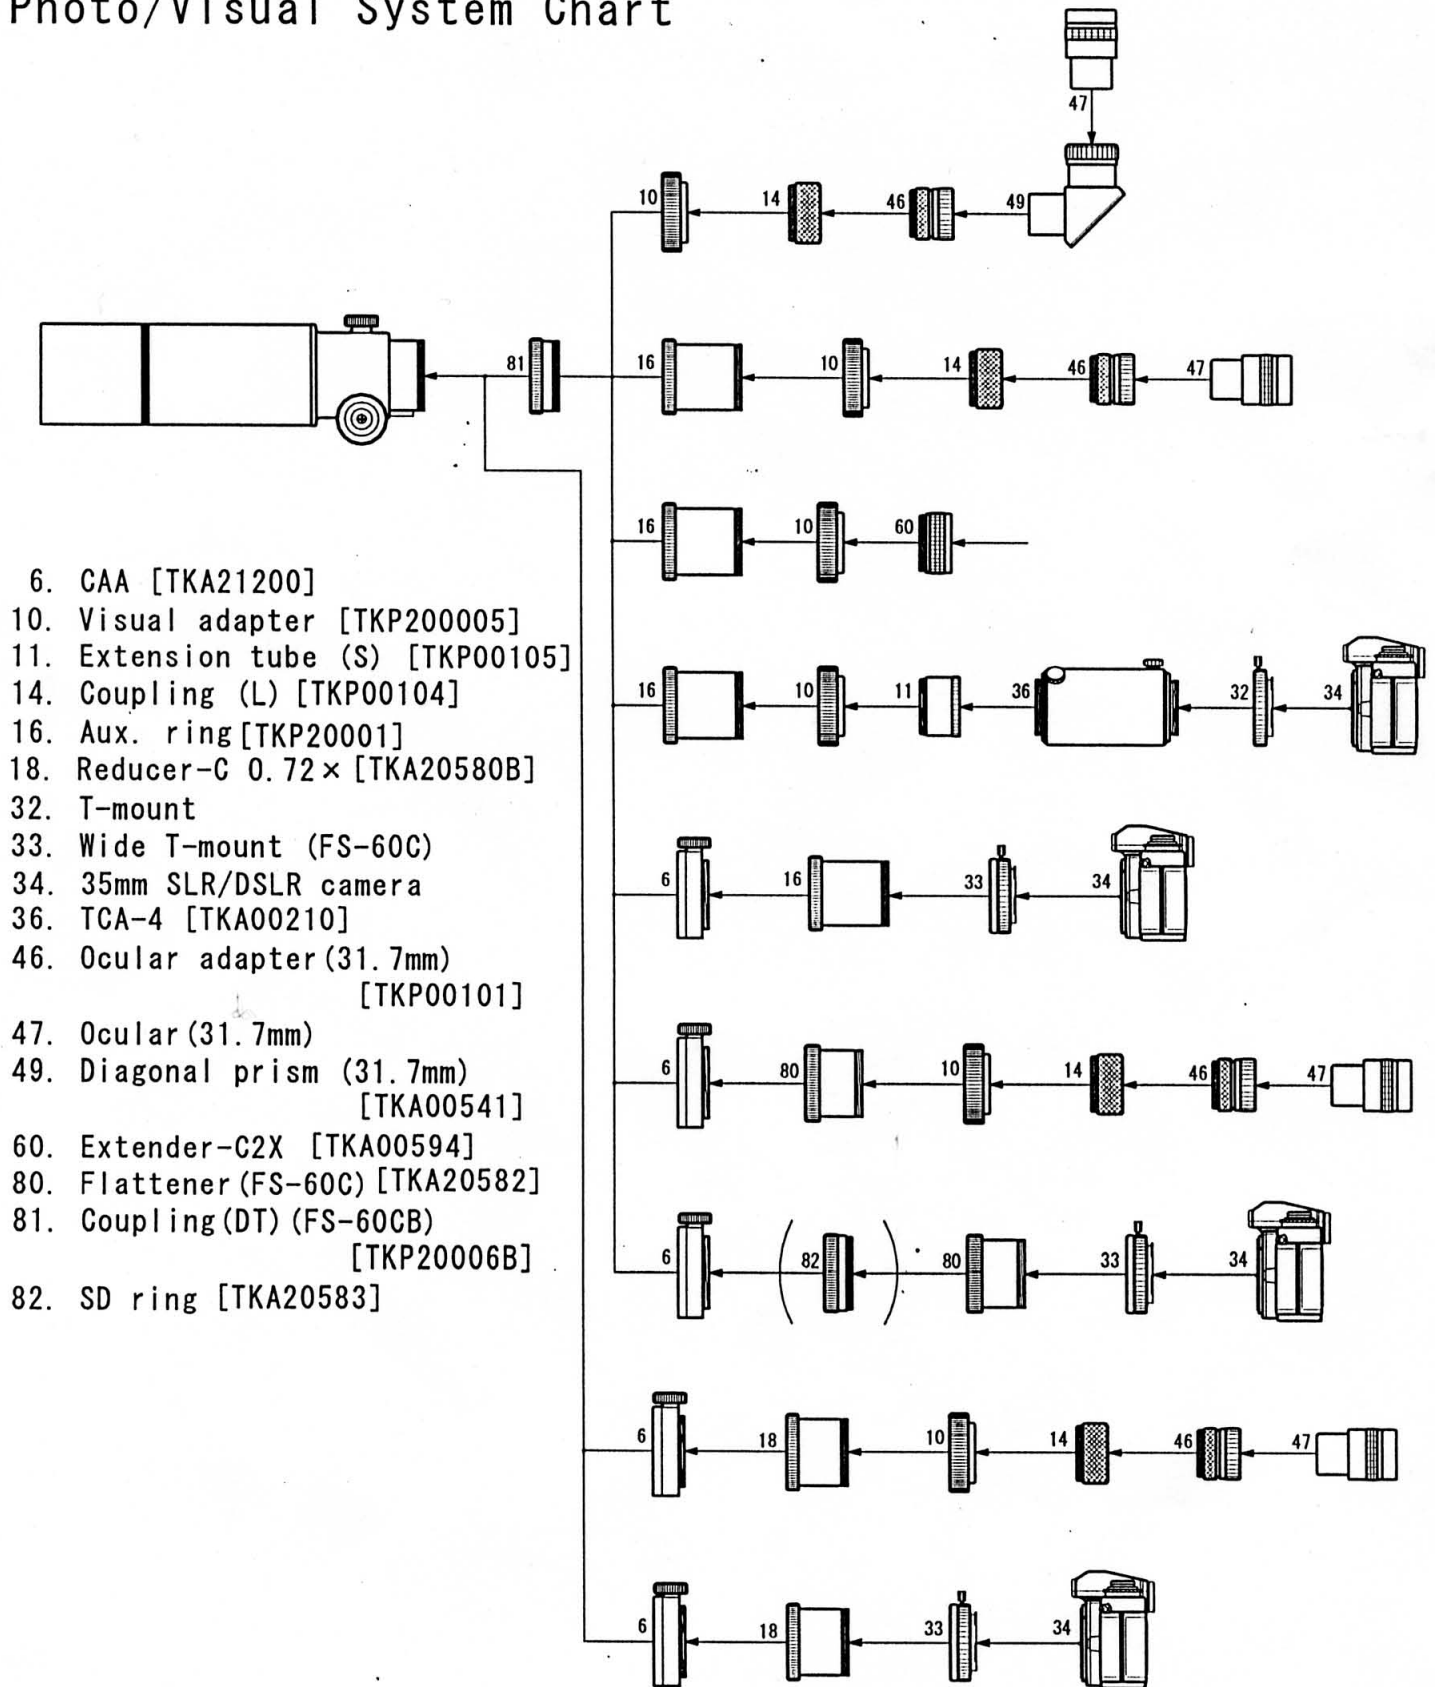 Photo/Visual System Chart
47
10 14 46 49
81 16 10 14 46 47
16 10 60
6. CAA [TKA21200]
10. Visual adapter [TKP200005]
11. Extension tube (S) [TKP00105]
14. Coupling (L) [TKP00104]
16. Aux. ring [TKP20001]
18. Reducer-C 0.72× [TKA20580B]
32. T-mount
33. Wide T-mount (FS-60C)
34. 35mm SLR/DSLR camera
36. TCA-4 [TKA00210]
46. Ocular adapter (31.7mm)
[TKP00101]
47. Ocular (31.7mm)
49. Diagonal prism (31.7mm)
[TKA00541]
60. Extender-C2X [TKA00594]
80. Flattener (FS-60C) [TKA20582]
81. Coupling (DT) (FS-60CB)
[TKP20006B]
82. SD ring [TKA20583]
16 10 11 36 32 34
6 16 33 34
6 80 10 14 46 47
6 ( 82 ) 80 33 34
6 18 10 14 46 47
6 18 33 34